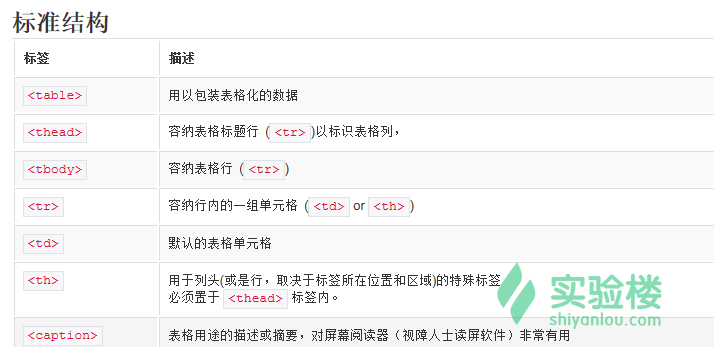 标准结构
标签 描述
<table> 用以包装表格化的数据
<thead> 容纳表格标题行 (<tr>)以标识表格列，
<tbody> 容纳表格行 (<tr>)
<tr> 容纳行内的一组单元格 (<td> or <th>)
<td> 默认的表格单元格
<th> 用于列头(或是行，取决于标签所在位置和区域)的特殊标签
必须置于 <thead> 标签内。
<caption> 表格用途的描述或摘要，对屏幕阅读器（视障人士读屏软件）非常有用
实验楼
shiyanlou.com